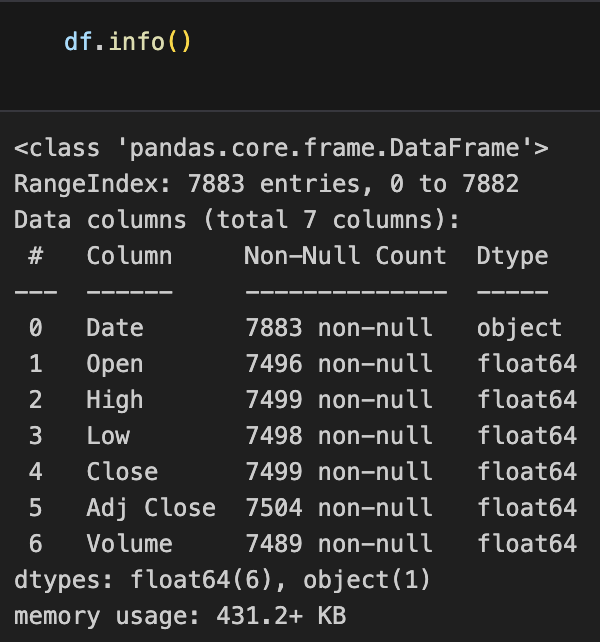 df.info()
<class 'pandas.core.frame.DataFrame'>
RangeIndex: 7883 entries, 0 to 7882
Data columns (total 7 columns):
 #   Column     Non-Null Count  Dtype
---  ------     --------------  -----
 0   Date       7883 non-null   object
 1   Open       7496 non-null   float64
 2   High       7499 non-null   float64
 3   Low        7498 non-null   float64
 4   Close      7499 non-null   float64
 5   Adj Close  7504 non-null   float64
 6   Volume     7489 non-null   float64
dtypes: float64(6), object(1)
memory usage: 431.2+ KB